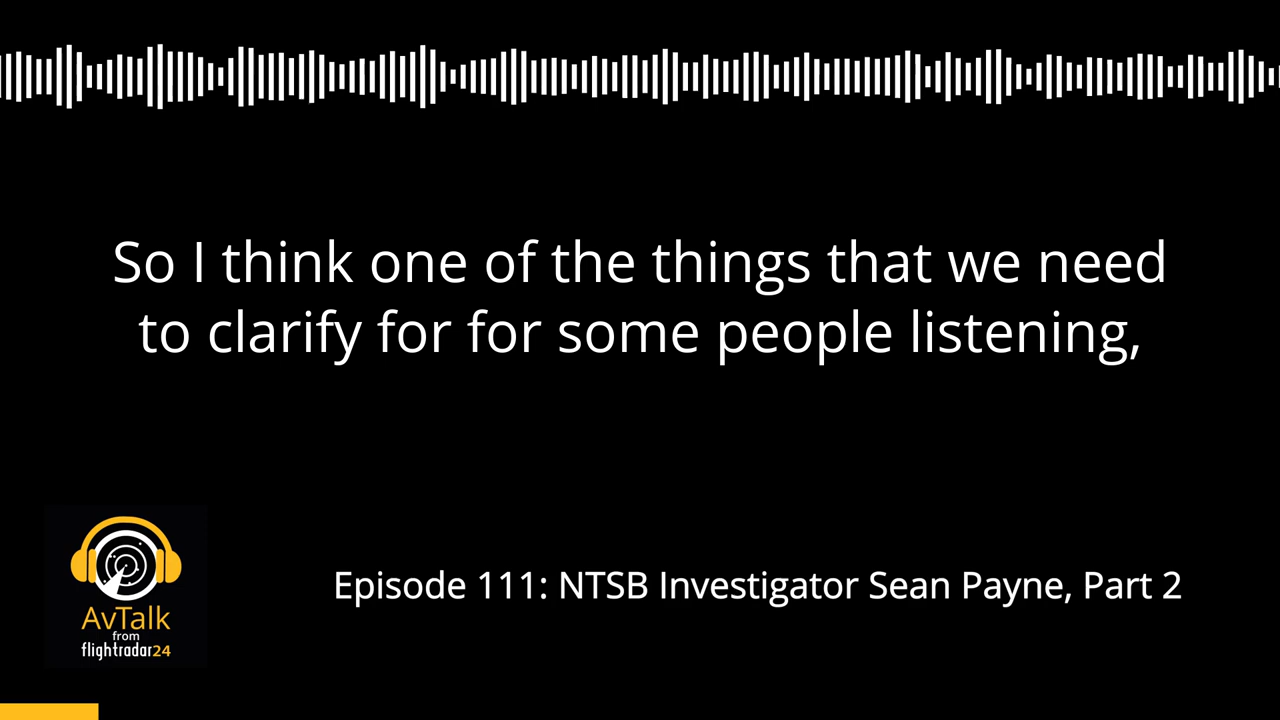 So I think one of the things that we need
to clarify for for some people listening,
AvTalk
from
flightradar24
Episode 111: NTSB Investigator Sean Payne, Part 2